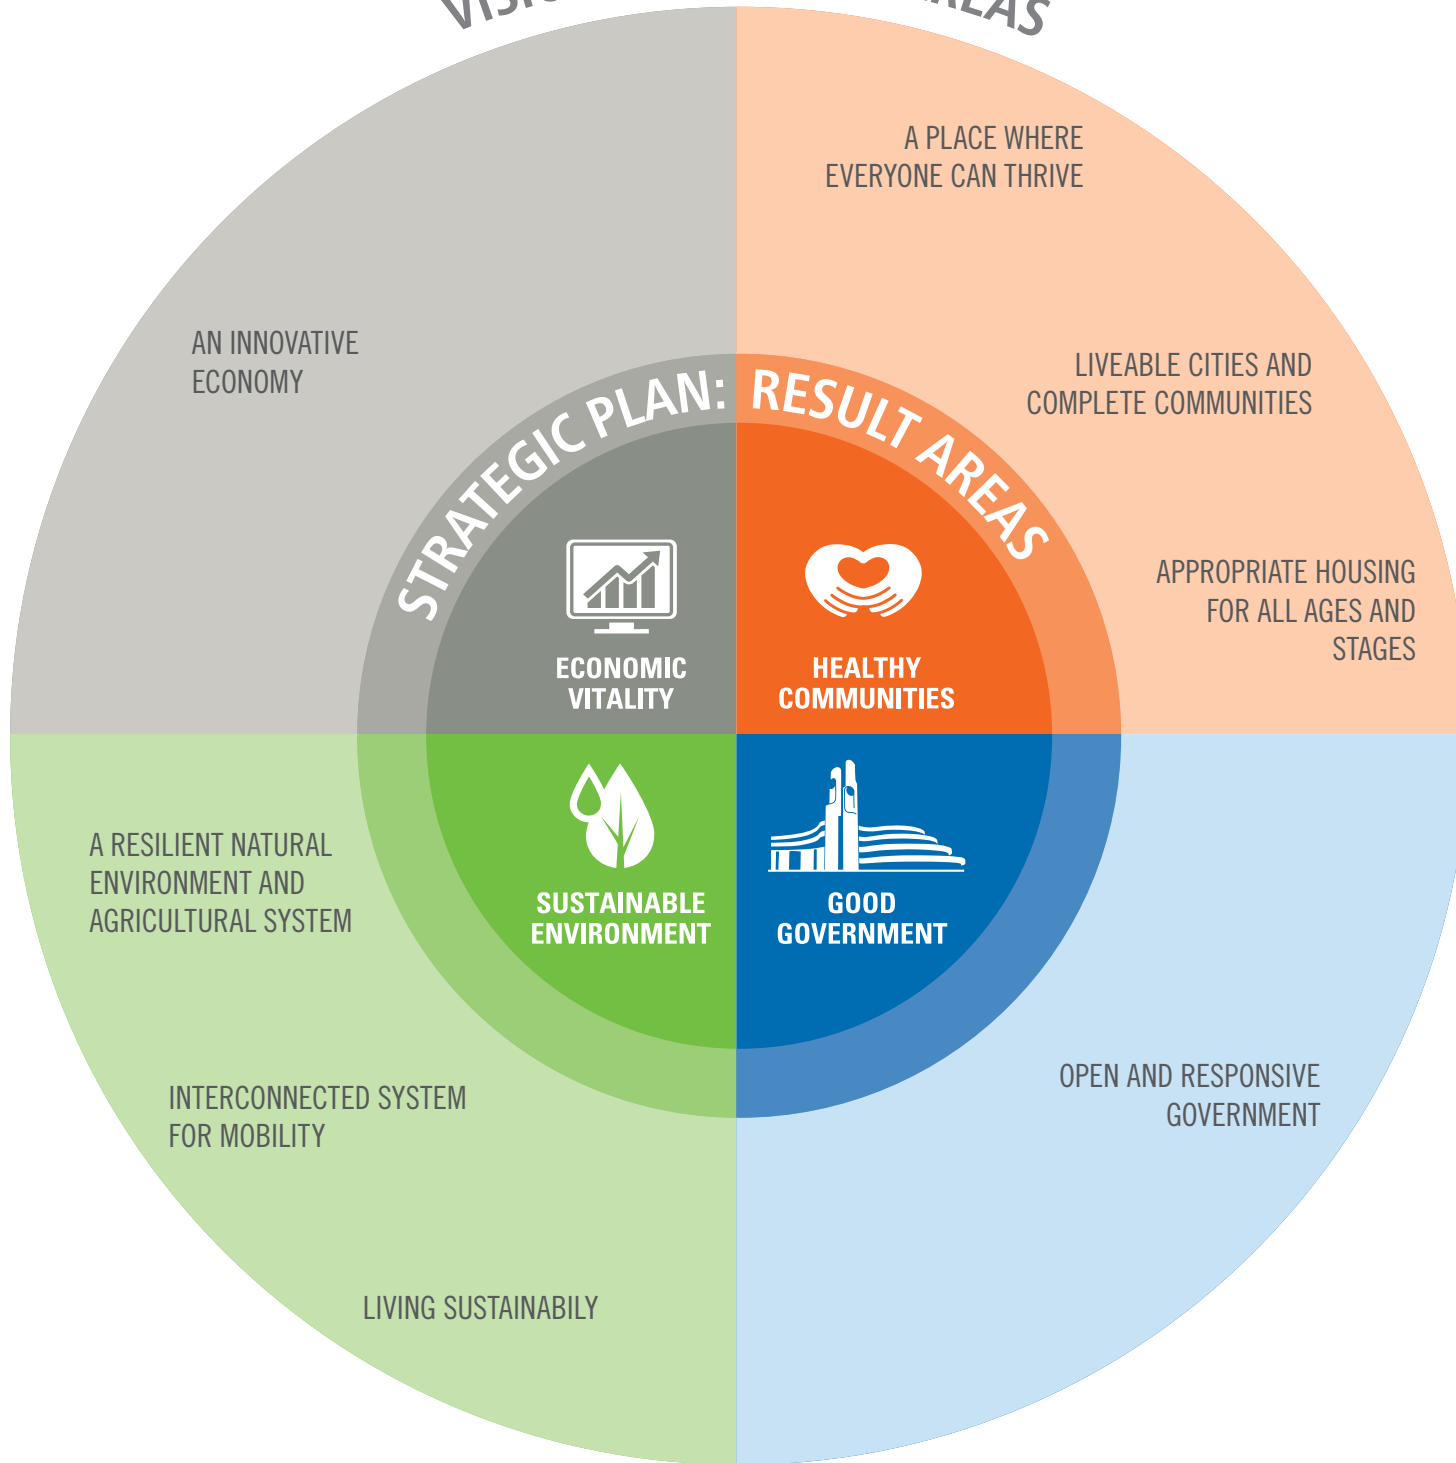 AREAS
A PLACE WHERE
EVERYONE CAN THRIVE
AN INNOVATIVE
ECONOMY
LIVEABLE CITIES AND
COMPLETE COMMUNITIES
APPROPRIATE HOUSING
FOR ALL AGES AND
STAGES
STRATEGIC PLAN: RESULT AREAS
ECONOMIC
VITALITY
HEALTHY
COMMUNITIES
SUSTAINABLE
ENVIRONMENT
GOOD
GOVERNMENT
A RESILIENT NATURAL
ENVIRONMENT AND
AGRICULTURAL SYSTEM
INTERCONNECTED SYSTEM
FOR MOBILITY
LIVING SUSTAINABILY
OPEN AND RESPONSIVE
GOVERNMENT